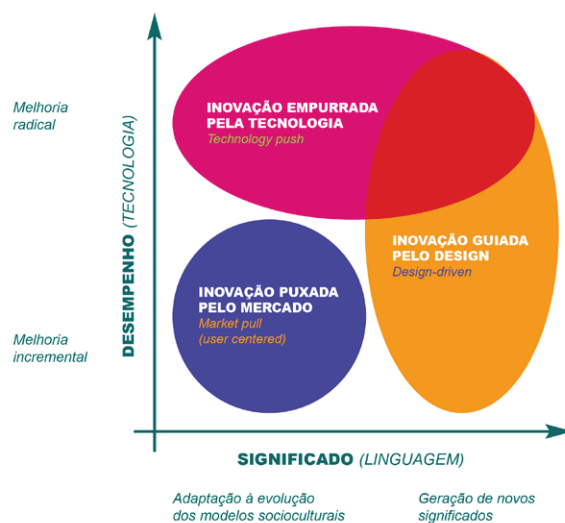 Melhoria
radical
INOVAÇÃO EMPURRADA
PELA TECNOLOGIA
Technology push
DESEMPENHO (TECNOLOGIA)
INOVAÇÃO GUIADA
PELO DESIGN
Design-driven
INOVAÇÃO PUXADA
PELO MERCADO
Market pull
(user centered)
Melhoria
incremental
SIGNIFICADO (LINGUAGEM)
Adaptação à evolução
dos modelos socioculturais
Geração de novos
significados